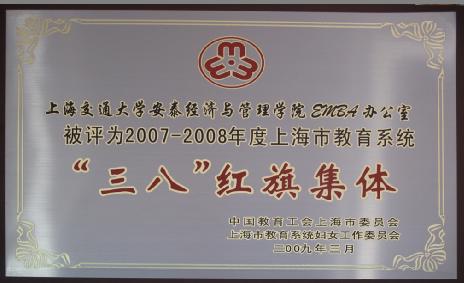 上海交通大学安泰经济与管理学院EMBA办公室
被评为2007-2008年度上海市教育系统
“三八”红旗集体
中国教育工会上海市委员会
上海市教育系统妇女工作委员会
二00九年三月